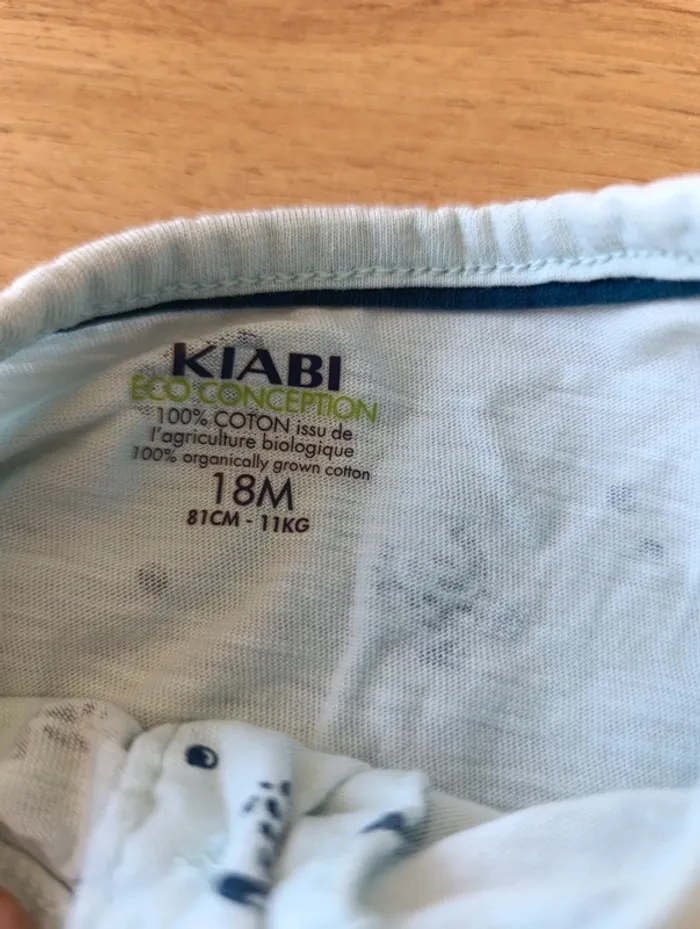 KIABI
ECO CONCEPTION
100% COTON issu de
l'agriculture biologique
100% organically grown cotton
18M
81CM - 11KG